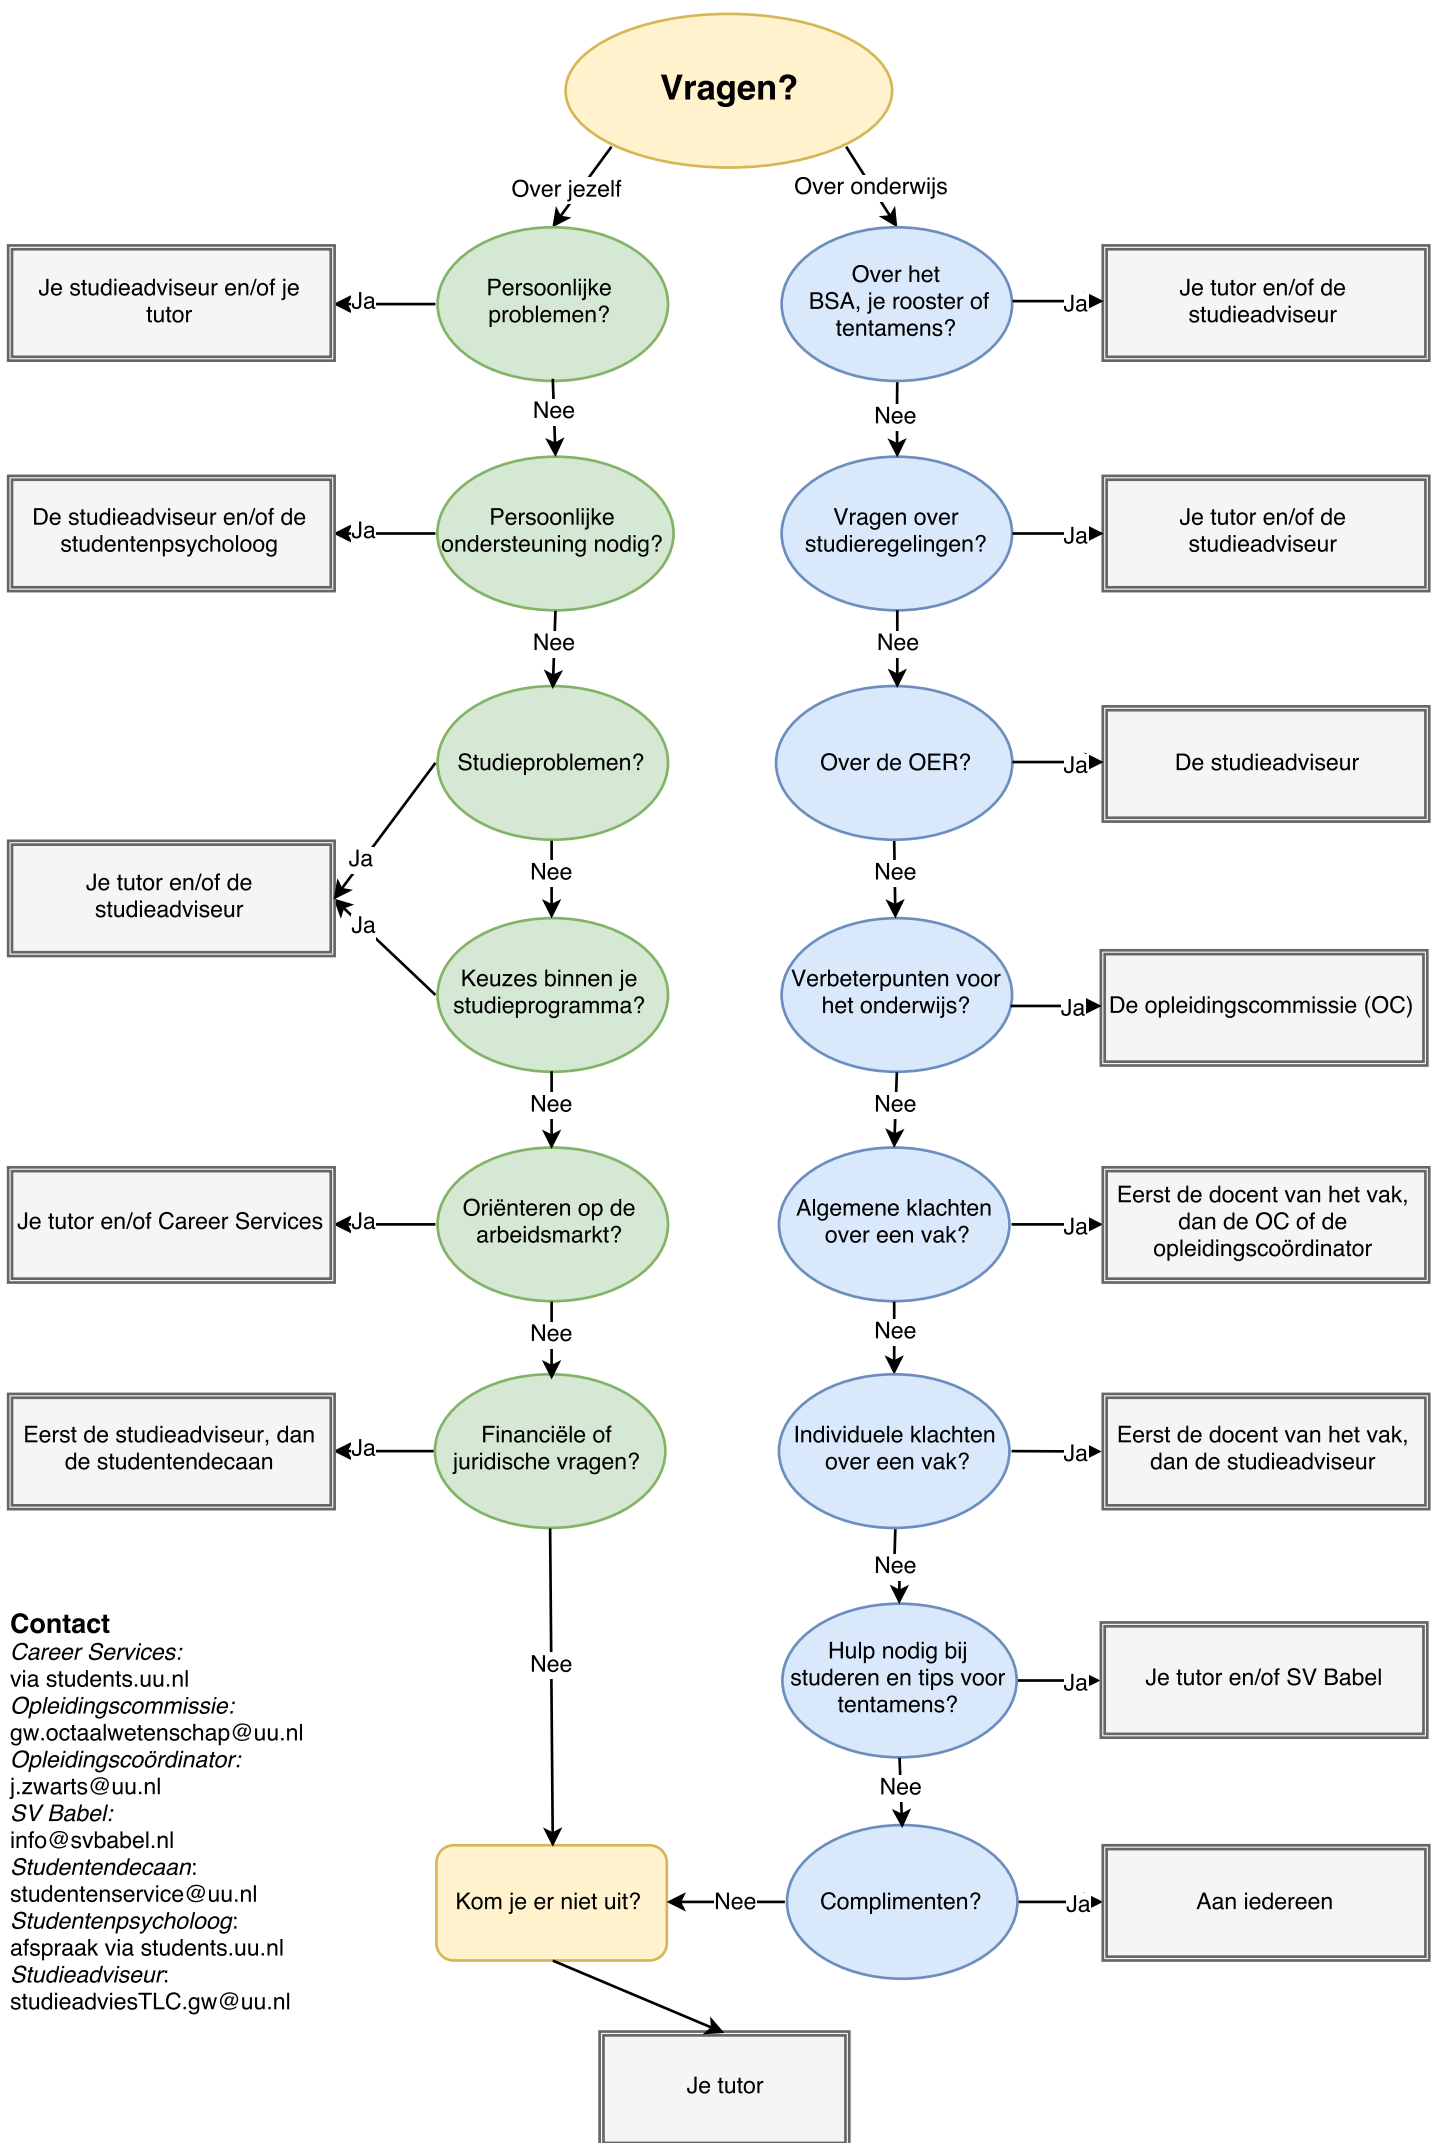 Vragen?
Over jezelf
Over onderwijs
Je studieadviseur en/of je
tutor
Ja
Persoonlijke
problemen?
Over het
BSA, je rooster of
tentamens?
Ja
Je tutor en/of de
studieadviseur
Nee
Nee
De studieadviseur en/of de
studentenpsycholoog
Ja
Persoonlijke
ondersteuning nodig?
Vragen over
studieregelingen?
Ja
Je tutor en/of de
studieadviseur
Nee
Nee
Studieproblemen?
Over de OER?
Ja
De studieadviseur
Ja
Nee
Nee
Je tutor en/of de
studieadviseur
Ja
Keuzes binnen je
studieprogramma?
Verbeterpunten voor
het onderwijs?
Ja
De opleidingscommissie (OC)
Nee
Nee
Je tutor en/of Career Services
Ja
Oriënteren op de
arbeidsmarkt?
Algemene klachten
over een vak?
Ja
Eerst de docent van het vak,
dan de OC of de
opleidingscoördinator
Nee
Nee
Eerst de studieadviseur, dan
de studentendecaan
Ja
Financiële of
juridische vragen?
Individuele klachten
over een vak?
Ja
Eerst de docent van het vak,
dan de studieadviseur
Nee
Nee
Hulp nodig bij
studeren en tips voor
tentamens?
Ja
Je tutor en/of SV Babel
Nee
Kom je er niet uit?
Nee
Complimenten?
Ja
Aan iedereen
Je tutor
Contact
Career Services:
via students.uu.nl
Opleidingscommissie:
gw.octaalwetenschap@uu.nl
Opleidingscoördinator:
j.zwarts@uu.nl
SV Babel:
info@svbabel.nl
Studentendecaan:
studentenservice@uu.nl
Studentenpsycholoog:
afspraak via students.uu.nl
Studieadviseur:
studieadviesTLC.gw@uu.nl